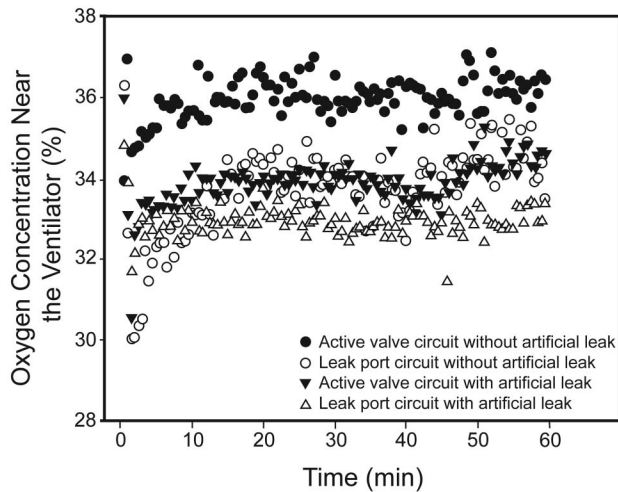 Oxygen Concentration Near
the Ventilator (%)
38
36
34
32
30
28
Active valve circuit without artificial leak
Leak port circuit without artificial leak
Active valve circuit with artificial leak
Leak port circuit with artificial leak
0 10 20 30 40 50 60
Time (min)